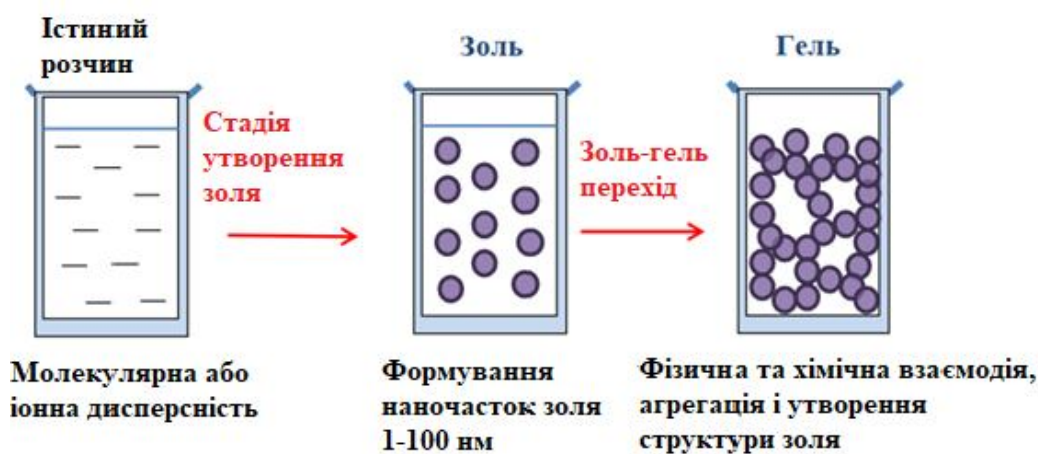 Істиний
розчин
Золь
Гель
Стадія
утворення
золя
Золь-гель
перехід
Молекулярна або
іонна дисперсність
Формування
наночасток золя
1-100 нм
Фізична та хімічна взаємодія,
агрегація і утворення
структури золя